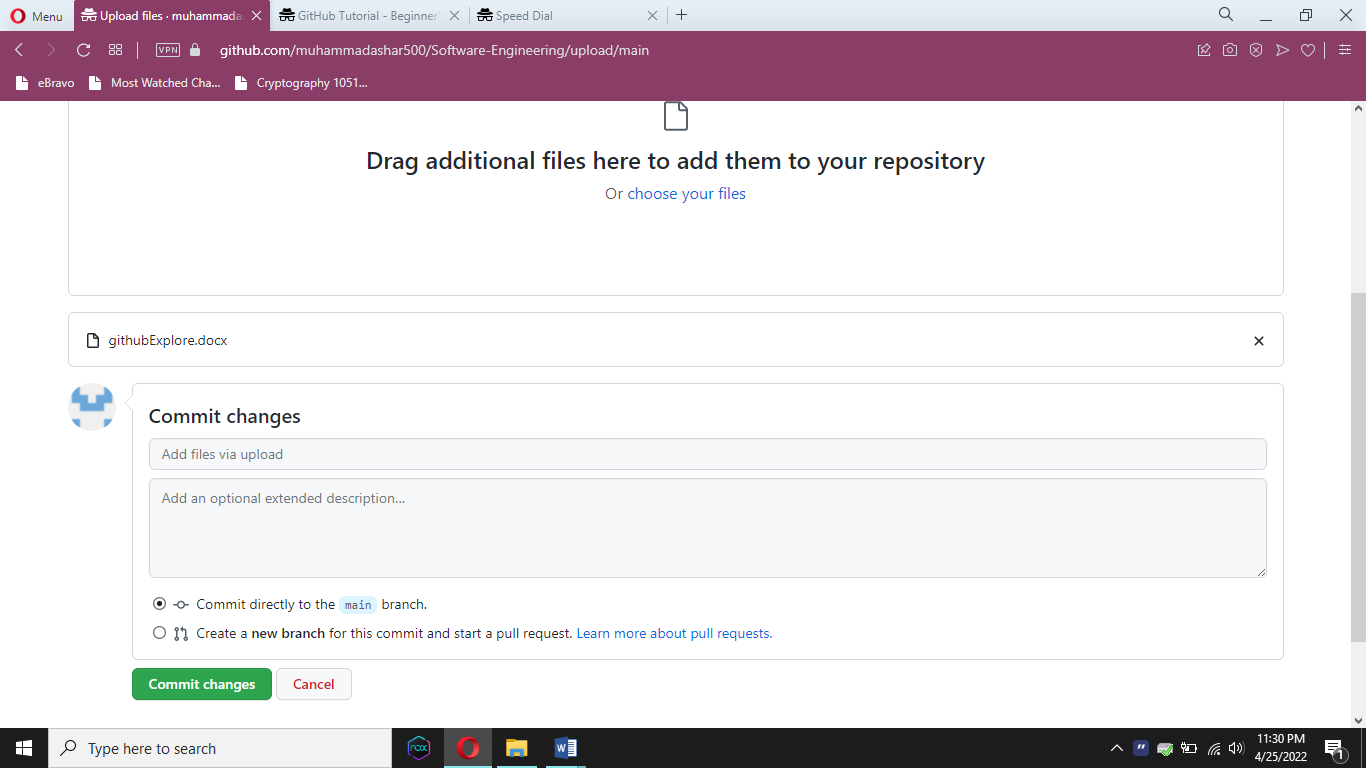 Menu
Upload files · muhammada
GitHub Tutorial - Beginner'
Speed Dial
VPN
github.com/muhammadashar500/Software-Engineering/upload/main
eBravo
Most Watched Cha...
Cryptography 1051...
Drag additional files here to add them to your repository
Or choose your files
githubExplore.docx
Commit changes
Add files via upload
Add an optional extended description...
Commit directly to the main branch.
Create a new branch for this commit and start a pull request. Learn more about pull requests.
Commit changes
Cancel
Type here to search
nox
W
11:30 PM
4/25/2022
1